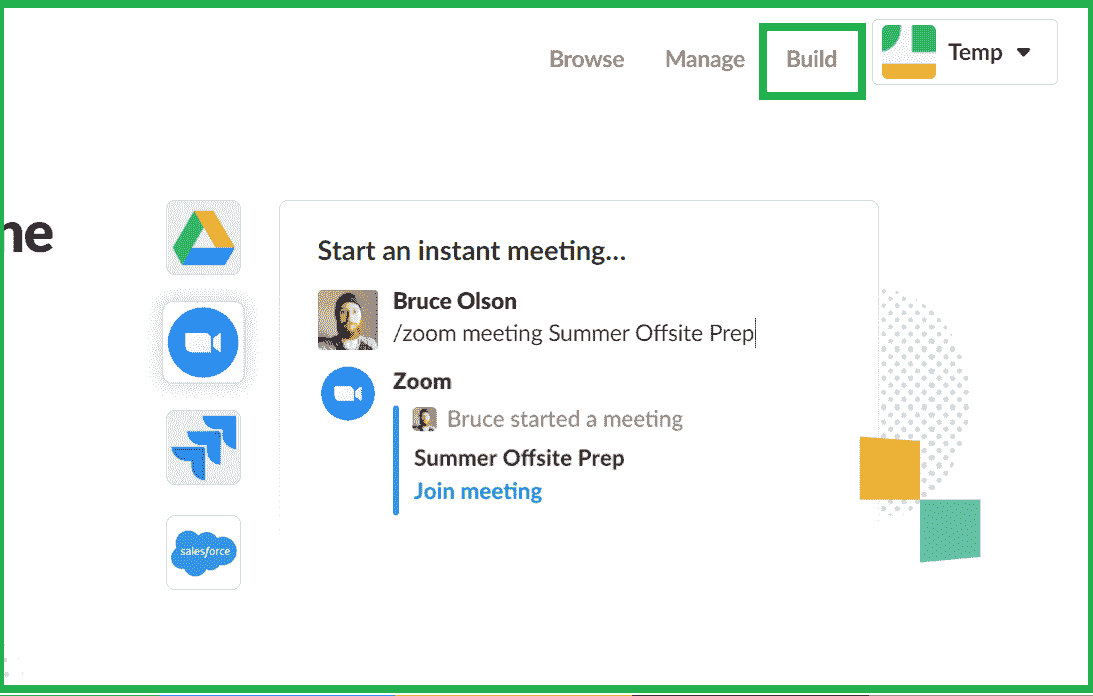 Browse Manage Build Temp
ne
Start an instant meeting...
Bruce Olson
/zoom meeting Summer Offsite Prep
Zoom
Bruce started a meeting
Summer Offsite Prep
Join meeting
salesforce